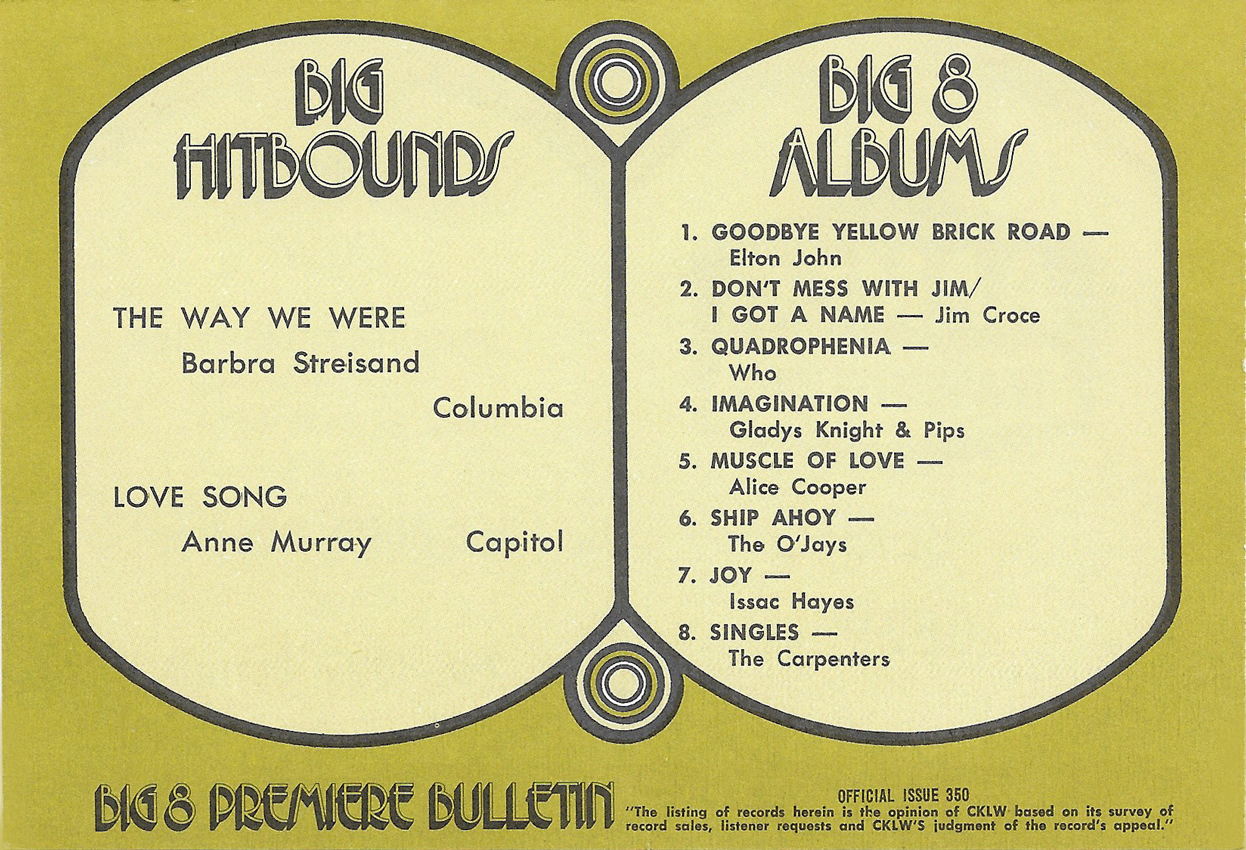 BIG
HITBOUNDS
THE WAY WE WERE
Barbra Streisand
Columbia
LOVE SONG
Anne Murray Capitol
BIG 8
ALBUMS
1. GOODBYE YELLOW BRICK ROAD —
Elton John
2. DON'T MESS WITH JIM/
I GOT A NAME — Jim Croce
3. QUADROPHENIA —
Who
4. IMAGINATION —
Gladys Knight & Pips
5. MUSCLE OF LOVE —
Alice Cooper
6. SHIP AHOY —
The O'Jays
7. JOY —
Issac Hayes
8. SINGLES —
The Carpenters
BIG 8 PREMIERE BULLETIN
OFFICIAL ISSUE 350
"The listing of records herein is the opinion of CKLW based on its survey of
record sales, listener requests and CKLW'S judgment of the record's appeal."